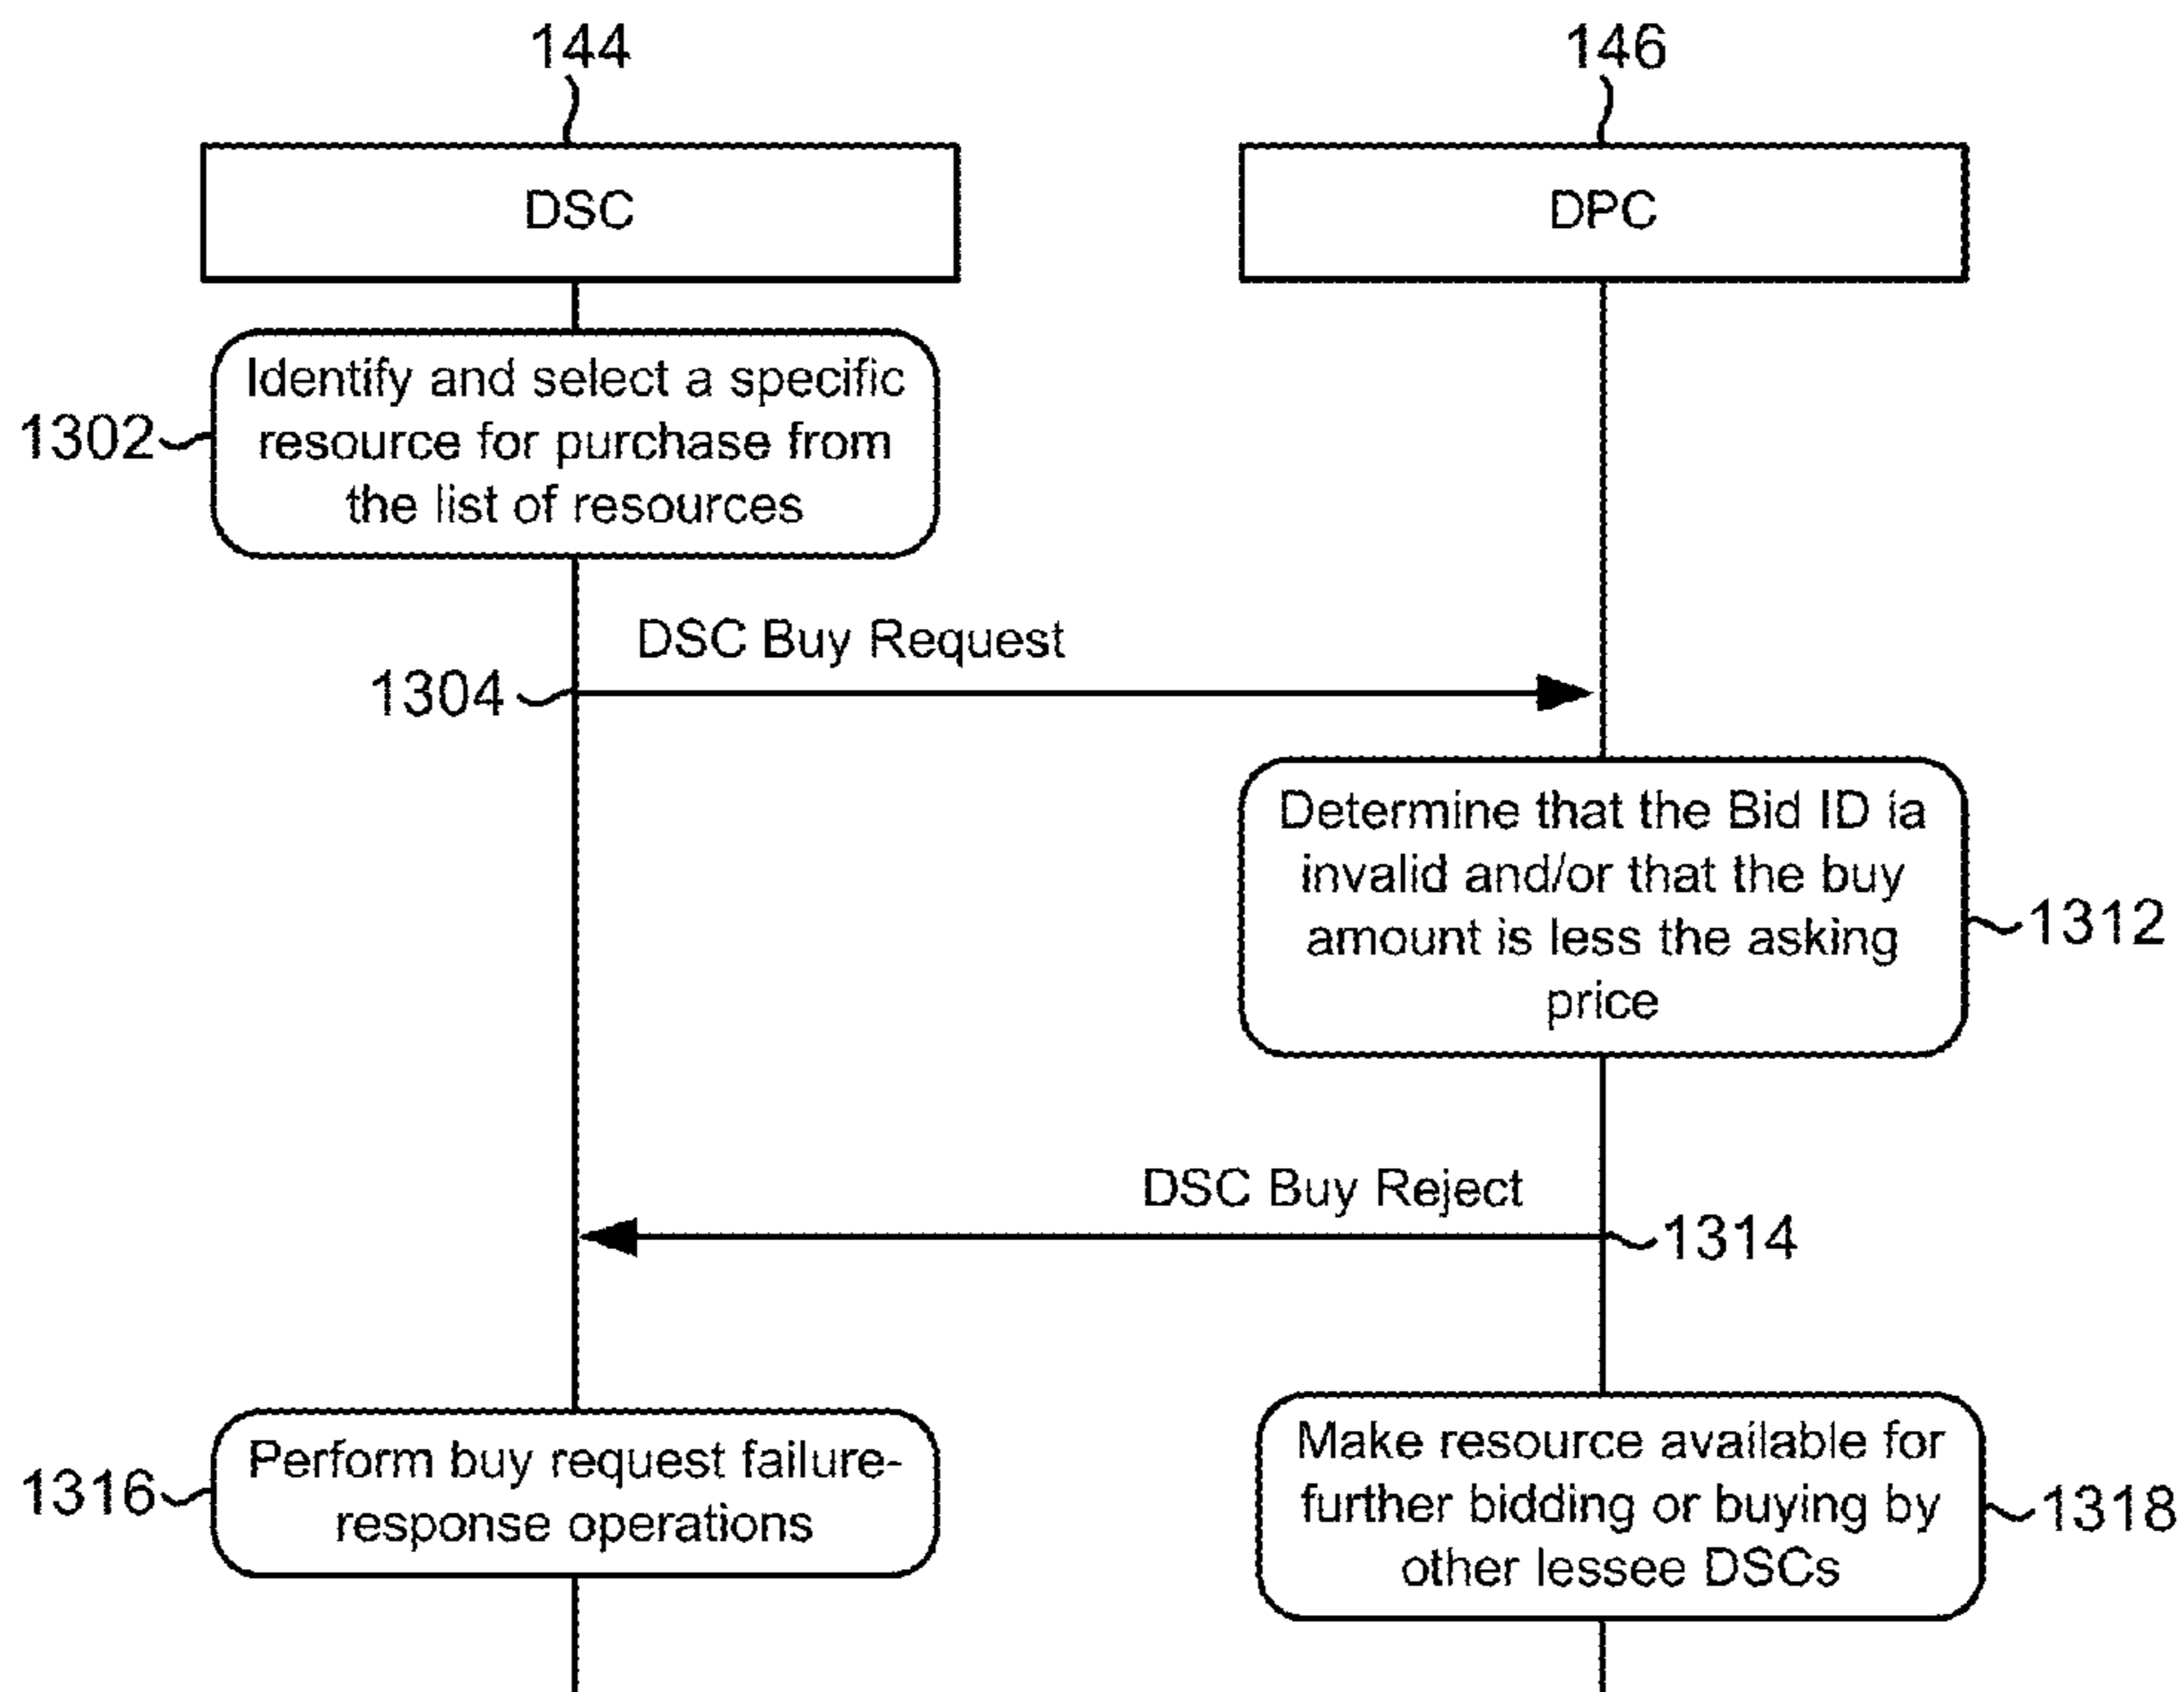 144
146
DSC
DPC
Identify and select a specific
resource for purchase from
the list of resources
1302
DSC Buy Request
1304
Determine that the Bid ID ia
invalid and/or that the buy
amount is less the asking
price
1312
DSC Buy Reject
1314
Perform buy request failure-
response operations
1316
Make resource available for
further bidding or buying by
other lessee DSCs
1318